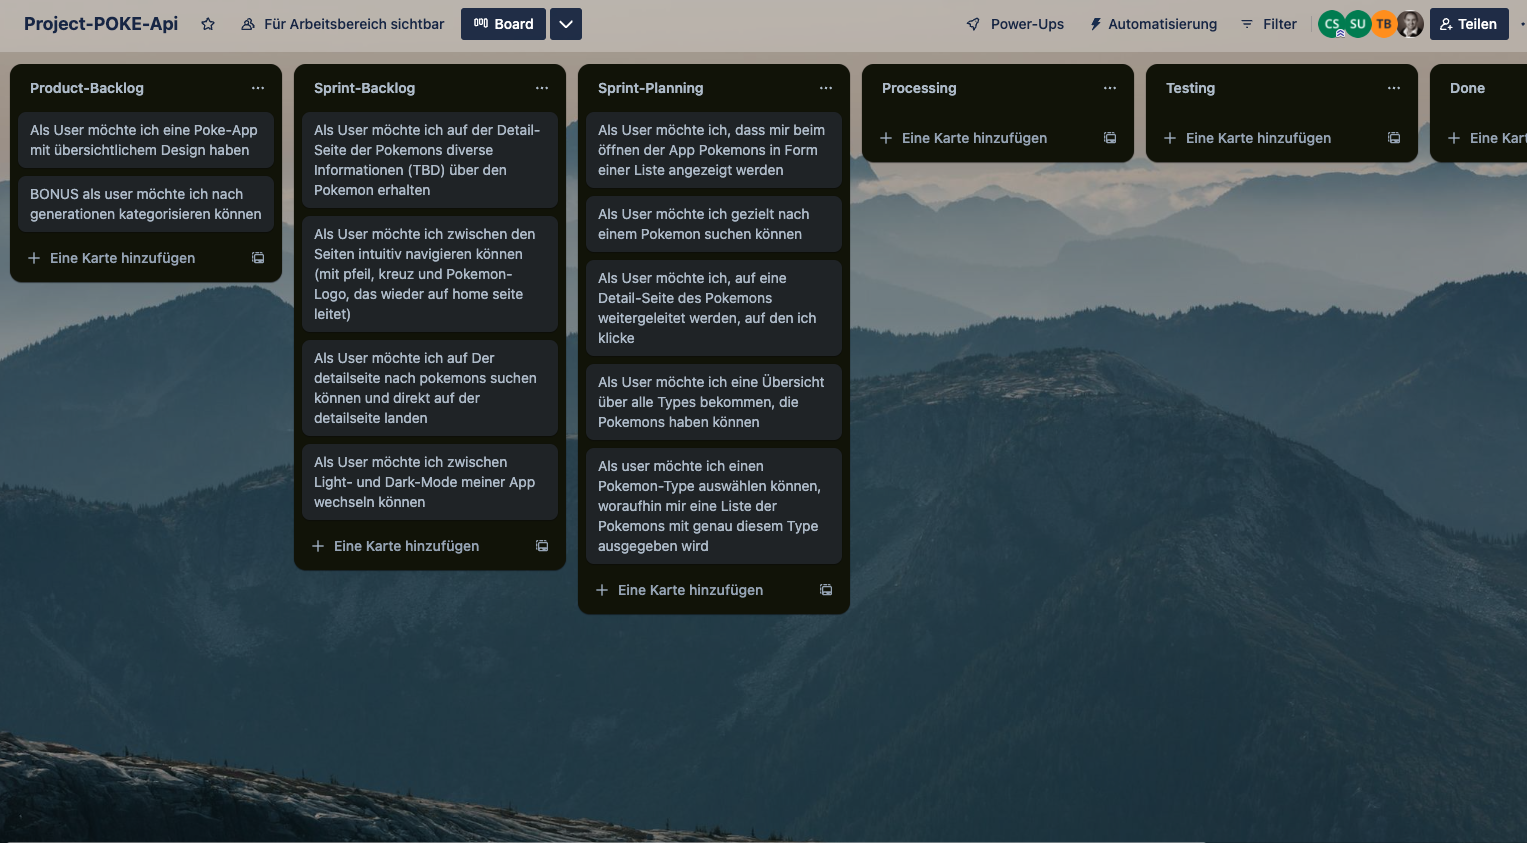 Project-POKE-Api
Für Arbeitsbereich sichtbar
Board
Power-Ups
Automatisierung
Filter
CS
SU
TB
Teilen
Product-Backlog
Als User möchte ich eine Poke-App
mit übersichtlichem Design haben
BONUS als user möchte ich nach
generationen kategorisieren können
Eine Karte hinzufügen
Sprint-Backlog
Als User möchte ich auf der Detail-
Seite der Pokemons diverse
Informationen (TBD) über den
Pokemon erhalten
Als User möchte ich zwischen den
Seiten intuitiv navigieren können
(mit pfeil, kreuz und Pokemon-
Logo, das wieder auf home seite
leitet)
Als User möchte ich auf Der
detailseite nach pokemons suchen
können und direkt auf der
detailseite landen
Als User möchte ich zwischen
Light- und Dark-Mode meiner App
wechseln können
Eine Karte hinzufügen
Sprint-Planning
Als User möchte ich, dass mir beim
öffnen der App Pokemons in Form
einer Liste angezeigt werden
Als User möchte ich gezielt nach
einem Pokemon suchen können
Als User möchte ich, auf eine
Detail-Seite des Pokemons
weitergeleitet werden, auf den ich
klicke
Als User möchte ich eine Übersicht
über alle Types bekommen, die
Pokemons haben können
Als user möchte ich einen
Pokemon-Type auswählen können,
woraufhin mir eine Liste der
Pokemons mit genau diesem Type
ausgegeben wird
Eine Karte hinzufügen
Processing
Eine Karte hinzufügen
Testing
Eine Karte hinzufügen
Done
Eine Kart